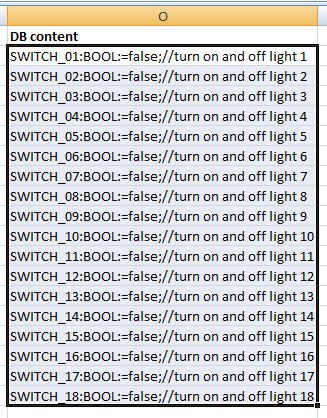 O
DB content
SWITCH_01:BOOL:=false;//turn on and off light 1
SWITCH_02:BOOL:=false;//turn on and off light 2
SWITCH_03:BOOL:=false;//turn on and off light 3
SWITCH_04:BOOL:=false;//turn on and off light 4
SWITCH_05:BOOL:=false;//turn on and off light 5
SWITCH_06:BOOL:=false;//turn on and off light 6
SWITCH_07:BOOL:=false;//turn on and off light 7
SWITCH_08:BOOL:=false;//turn on and off light 8
SWITCH_09:BOOL:=false;//turn on and off light 9
SWITCH_10:BOOL:=false;//turn on and off light 10
SWITCH_11:BOOL:=false;//turn on and off light 11
SWITCH_12:BOOL:=false;//turn on and off light 12
SWITCH_13:BOOL:=false;//turn on and off light 13
SWITCH_14:BOOL:=false;//turn on and off light 14
SWITCH_15:BOOL:=false;//turn on and off light 15
SWITCH_16:BOOL:=false;//turn on and off light 16
SWITCH_17:BOOL:=false;//turn on and off light 17
SWITCH_18:BOOL:=false;//turn on and off light 18